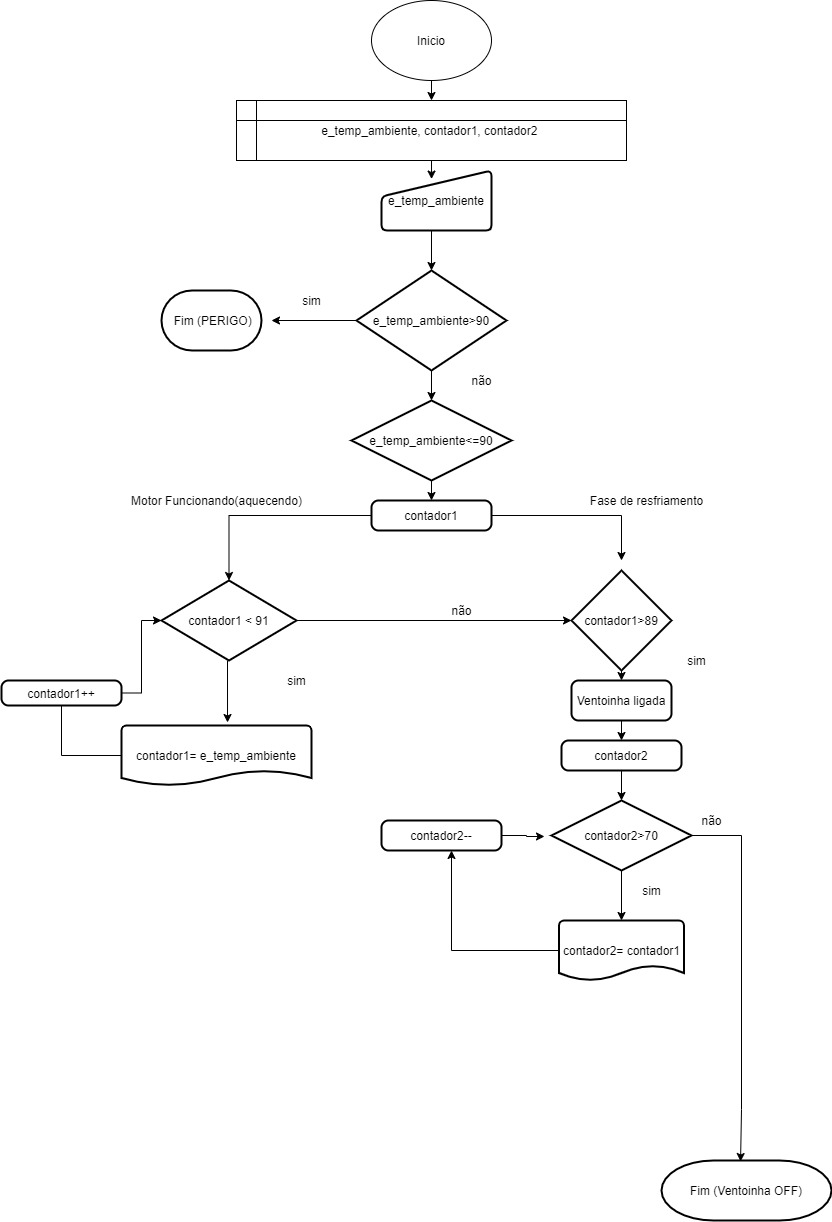 Inicio
e_temp_ambiente, contador1, contador2
e_temp_ambiente
e_temp_ambiente>90
sim
Fim (PERIGO)
não
e_temp_ambiente<=90
Motor Funcionando(aquecendo)
contador1
Fase de resfriamento
contador1 < 91
não
contador1>89
sim
sim
contador1++
contador1= e_temp_ambiente
Ventoinha ligada
contador2
contador2--
contador2>70
não
sim
contador2= contador1
Fim (Ventoinha OFF)